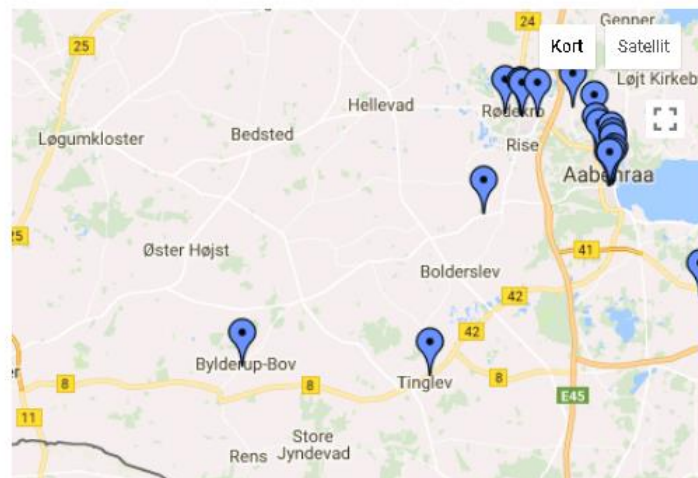 Genner
24
25
Kort
Satellit
Løjt Kirkeb
Hellevad
Rødekro
Løgumkloster
Bedsted
Rise
Aabenraa
25
Øster Højst
41
Bolderslev
42
42
Bylderup-Bov
8
8
Tinglev
8
E45
11
Store
Jyndevad
Rens